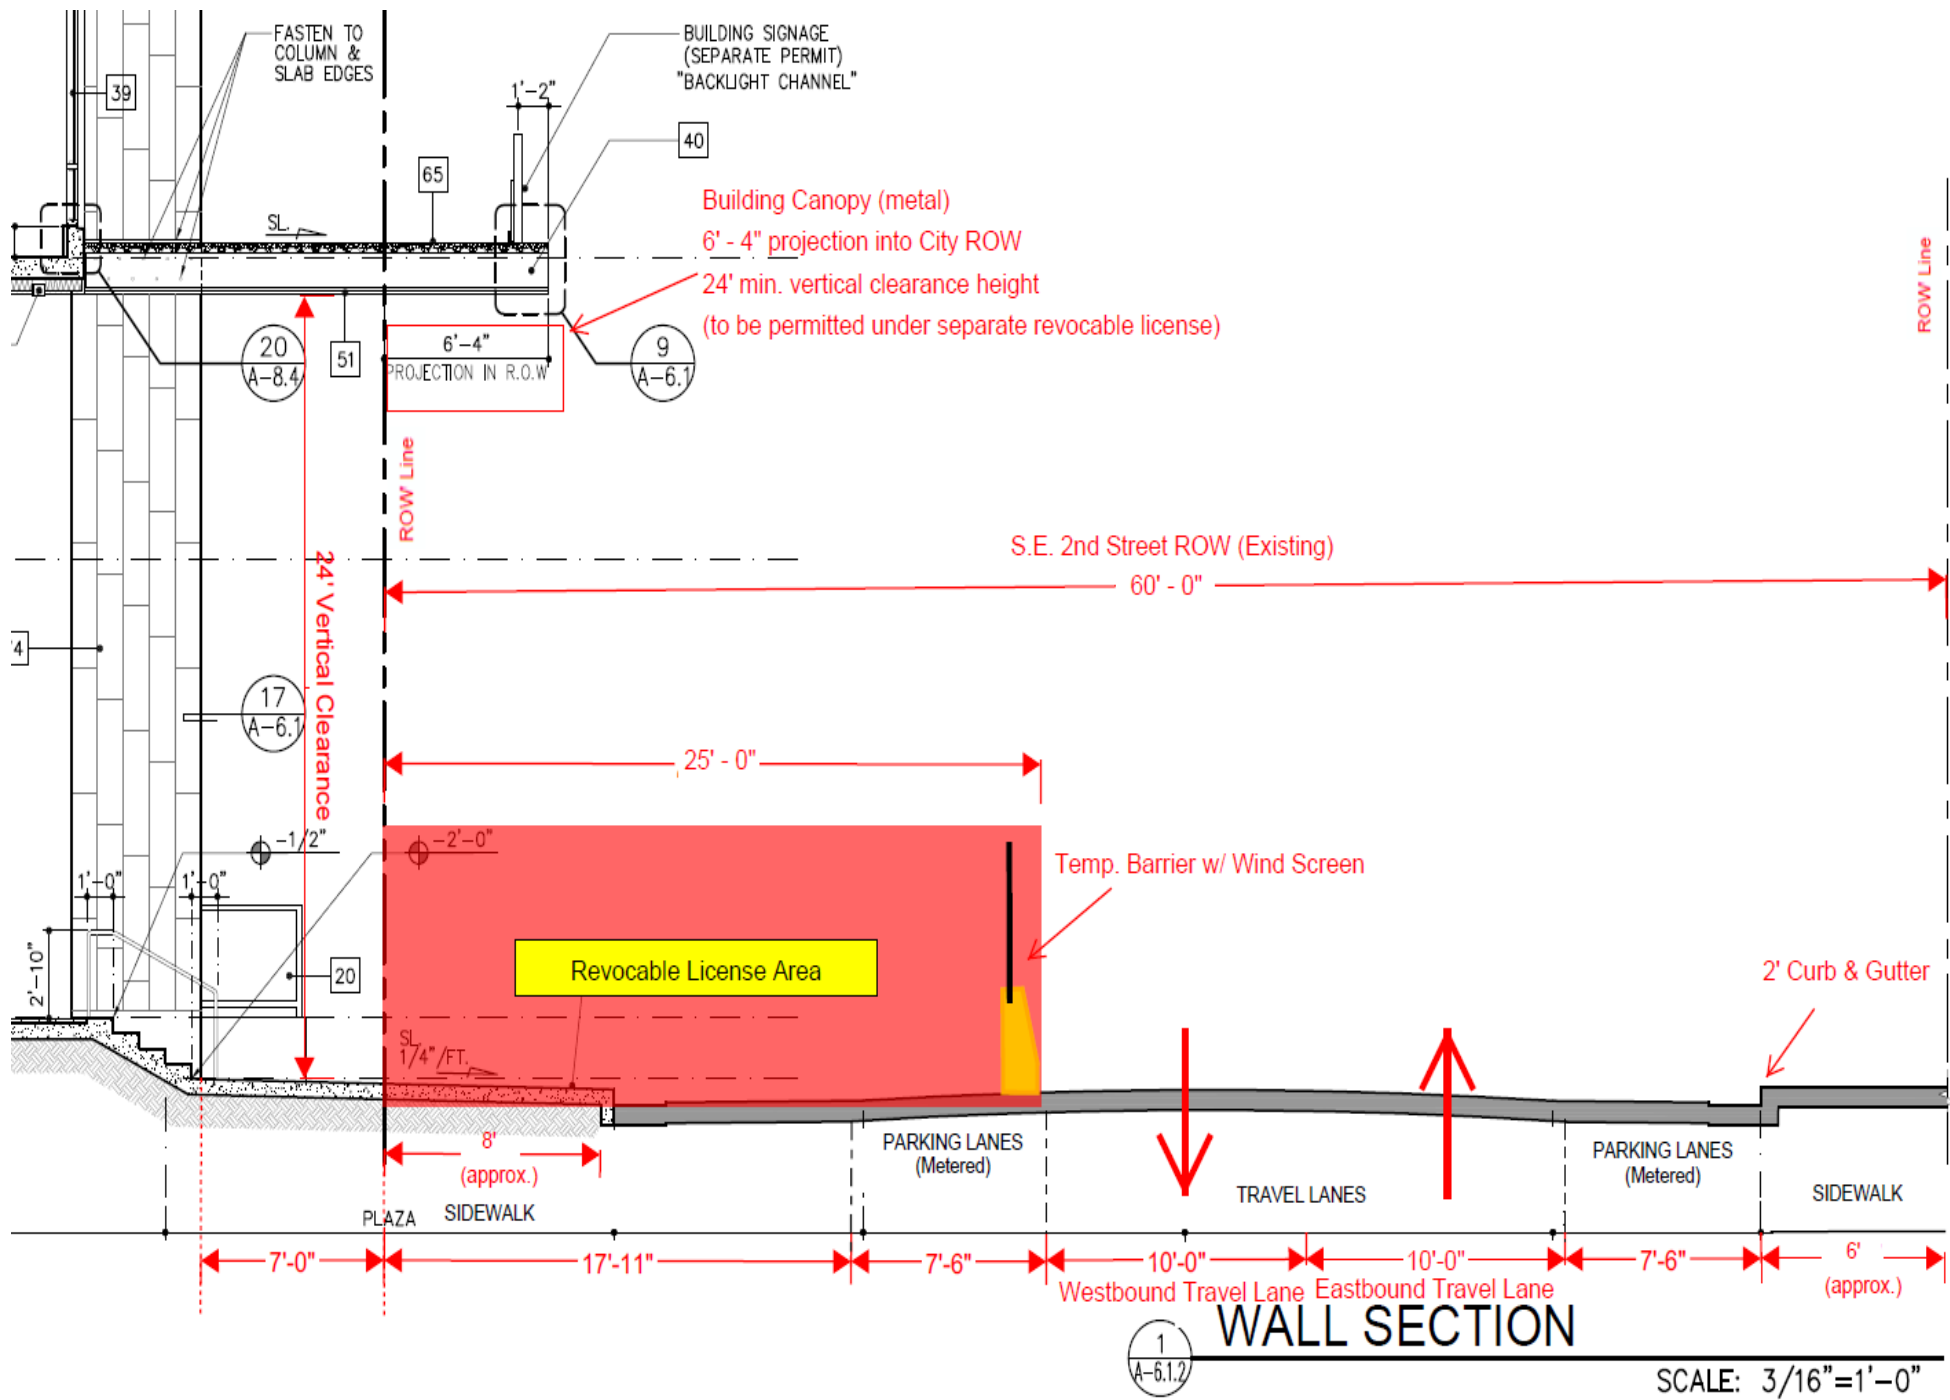 FASTEN TO
COLUMN &
SLAB EDGES
BUILDING SIGNAGE
(SEPARATE PERMIT)
"BACKLIGHT CHANNEL"
39
1'-2"
40
65
Building Canopy (metal)
6' - 4" projection into City ROW
24' min. vertical clearance height
(to be permitted under separate revocable license)
SL.
ROW Line
20
A-8.4
51
6'-4"
PROJECTION IN R.O.W
9
A-6.1
ROW Line
24' Vertical Clearance
S.E. 2nd Street ROW (Existing)
60' - 0"
17
A-6.1
25' - 0"
-1/2"
-2'-0"
1'-0"
1'-0"
Temp. Barrier w/ Wind Screen
2'-10"
20
Revocable License Area
2' Curb & Gutter
SL.
1/4"/FT.
8'
(approx.)
PARKING LANES
(Metered)
PARKING LANES
(Metered)
TRAVEL LANES
SIDEWALK
PLAZA
SIDEWALK
7'-0"
17'-11"
7'-6"
10'-0"
10'-0"
7'-6"
6'
(approx.)
Westbound Travel Lane
Eastbound Travel Lane
1
A-6.1.2
WALL SECTION
SCALE: 3/16"=1'-0"